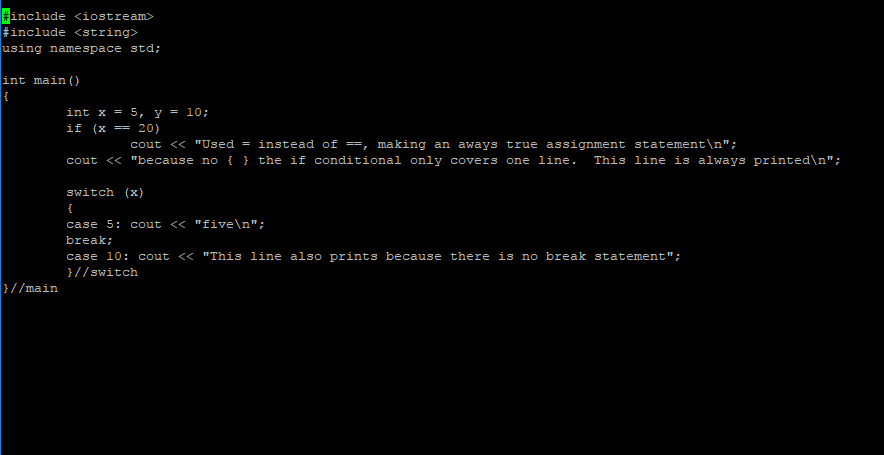 #include <iostream>
#include <string>
using namespace std;

int main()
{
        int x = 5, y = 10;
        if (x == 20)
                cout << "Used = instead of ==, making an aways true assignment statement\n";
        cout << "because no { } the if conditional only covers one line.  This line is always printed\n";

        switch (x)
        {
        case 5: cout << "five\n";
        break;
        case 10: cout << "This line also prints because there is no break statement";
        }//switch
}//main